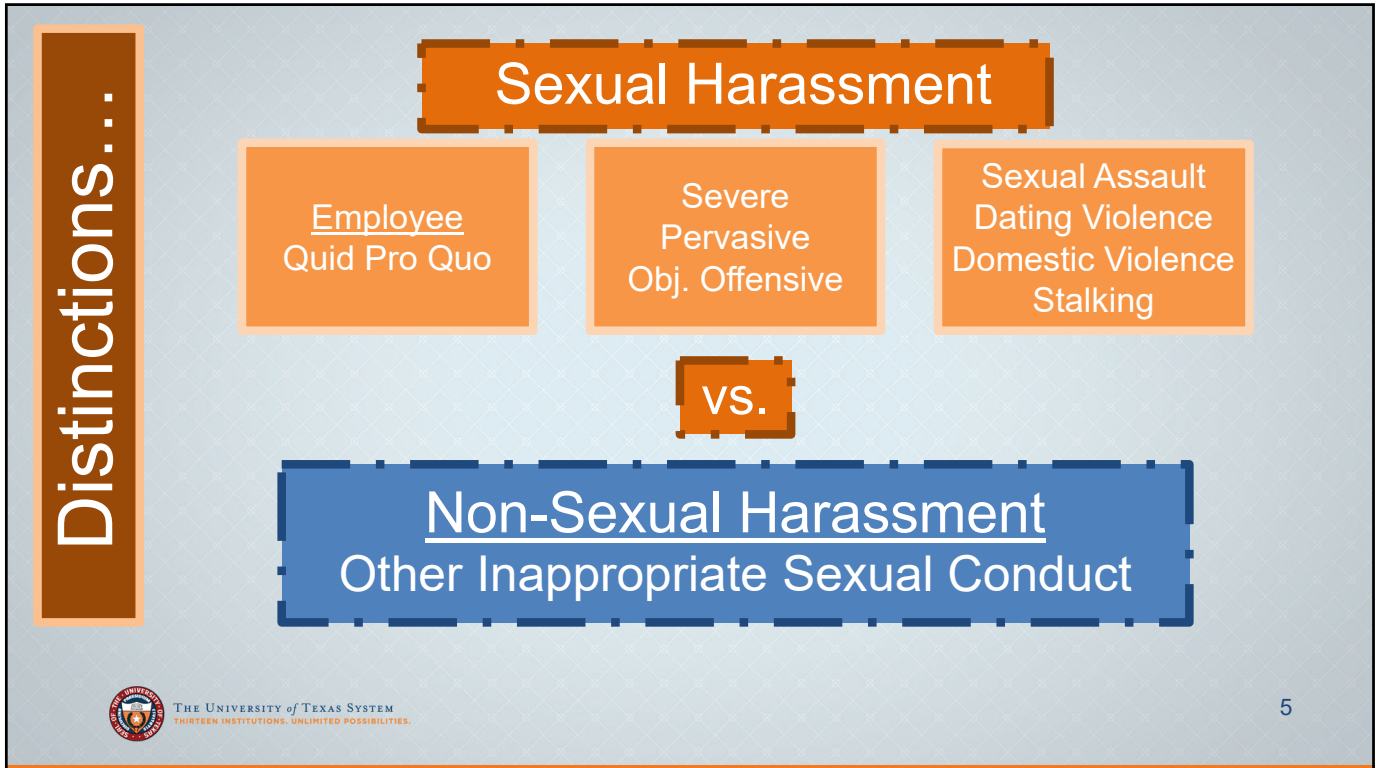 Distinctions...
Sexual Harassment
Employee
Quid Pro Quo
Severe
Pervasive
Obj. Offensive
Sexual Assault
Dating Violence
Domestic Violence
Stalking
vs.
Non-Sexual Harassment
Other Inappropriate Sexual Conduct
THE UNIVERSITY of TEXAS SYSTEM
THIRTEEN INSTITUTIONS. UNLIMITED POSSIBILITIES.
5